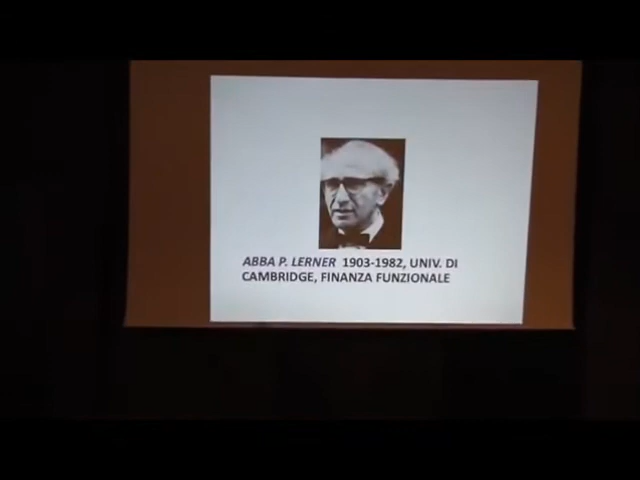 ABBA P. LERNER 1903-1982, UNIV. DI
CAMBRIDGE, FINANZA FUNZIONALE